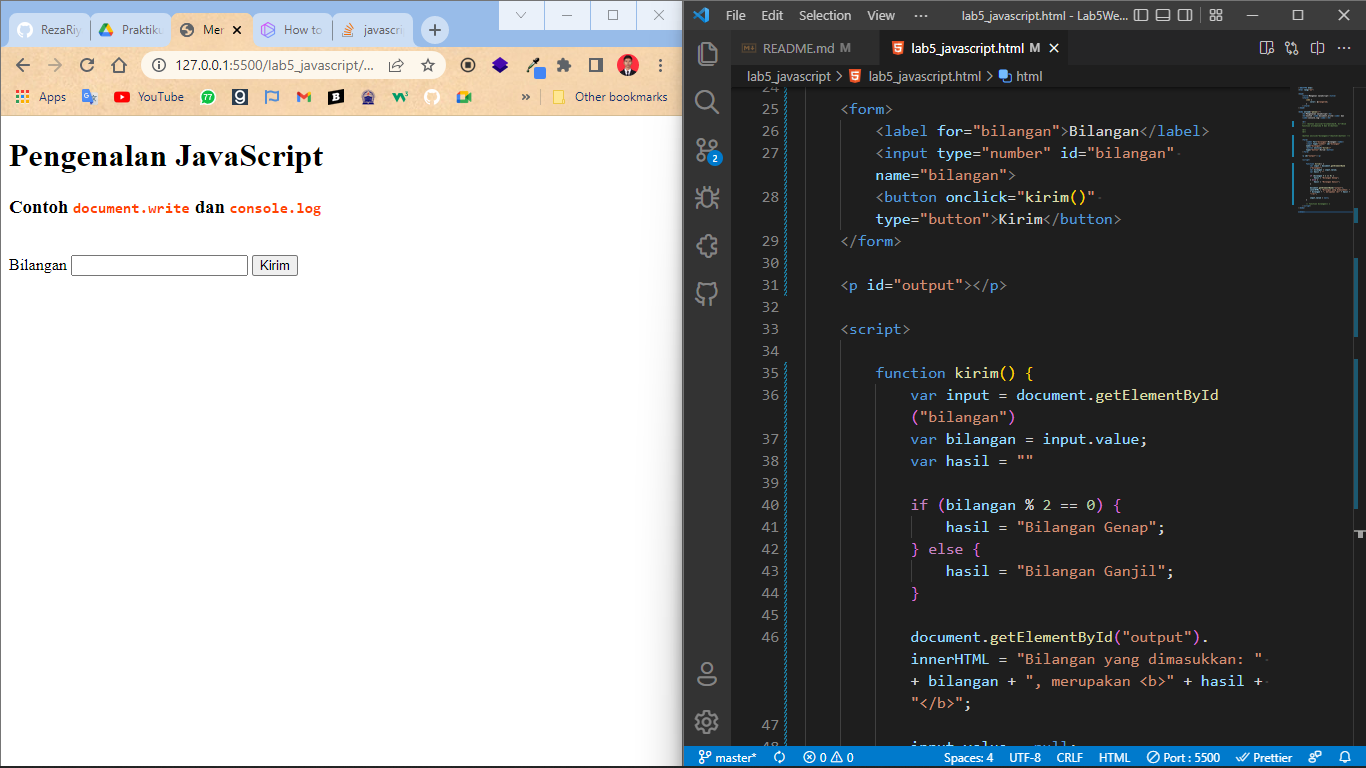 RezaRiy
Praktiku
Mer
How to
javascri
127.0.0.1:5500/lab5_javascript/...
Apps
YouTube
77
g
»
Other bookmarks
Pengenalan JavaScript
Contoh document.write dan console.log
Bilangan
Kirim
File Edit Selection View ··· lab5_javascript.html - Lab5We...
README.md M
lab5_javascript.html M
lab5_javascript > lab5_javascript.html > html
24
25 <form>
26 <label for="bilangan">Bilangan</label>
27 <input type="number" id="bilangan"
name="bilangan">
28 <button onclick="kirim()"
type="button">Kirim</button>
29 </form>
30
31 <p id="output"></p>
32
33 <script>
34
35 function kirim() {
36 var input = document.getElementById
("bilangan")
37 var bilangan = input.value;
38 var hasil = ""
39
40 if (bilangan % 2 == 0) {
41 hasil = "Bilangan Genap";
42 } else {
43 hasil = "Bilangan Ganjil";
44 }
45
46 document.getElementById("output").
innerHTML = "Bilangan yang dimasukkan: "
+ bilangan + ", merupakan <b>" + hasil +
"</b>";
47
48 input.value = null;
2
master* 0 0 Spaces: 4 UTF-8 CRLF HTML Port : 5500 Prettier